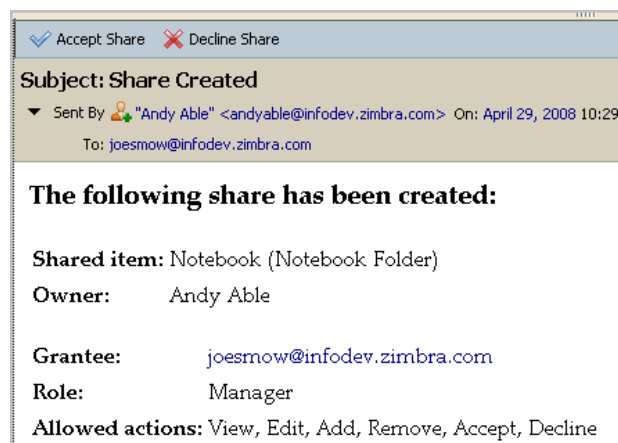 Accept Share Decline Share
Subject: Share Created
Sent By "Andy Able" <andyable@infodev.zimbra.com> On: April 29, 2008 10:29
To: joesmow@infodev.zimbra.com
The following share has been created:
Shared item: Notebook (Notebook Folder)
Owner: Andy Able
Grantee: joesmow@infodev.zimbra.com
Role: Manager
Allowed actions: View, Edit, Add, Remove, Accept, Decline